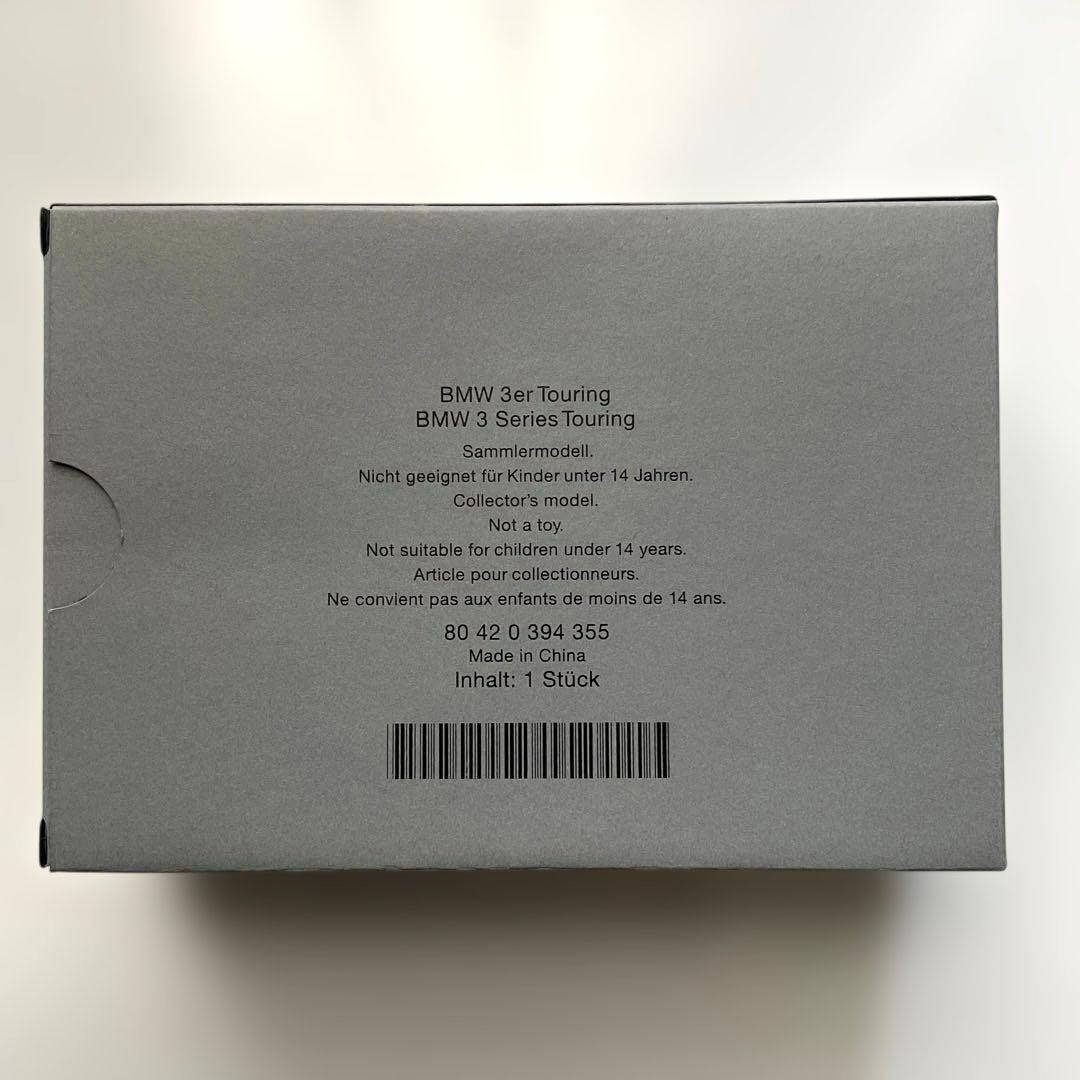 BMW 3er Touring
BMW 3 Series Touring
Sammlermodell.
Nicht geeignet für Kinder unter 14 Jahren.
Collector's model.
Not a toy.
Not suitable for children under 14 years.
Article pour collectionneurs.
Ne convient pas aux enfants de moins de 14 ans.
80 42 0 394 355
Made in China
Inhalt: 1 Stück